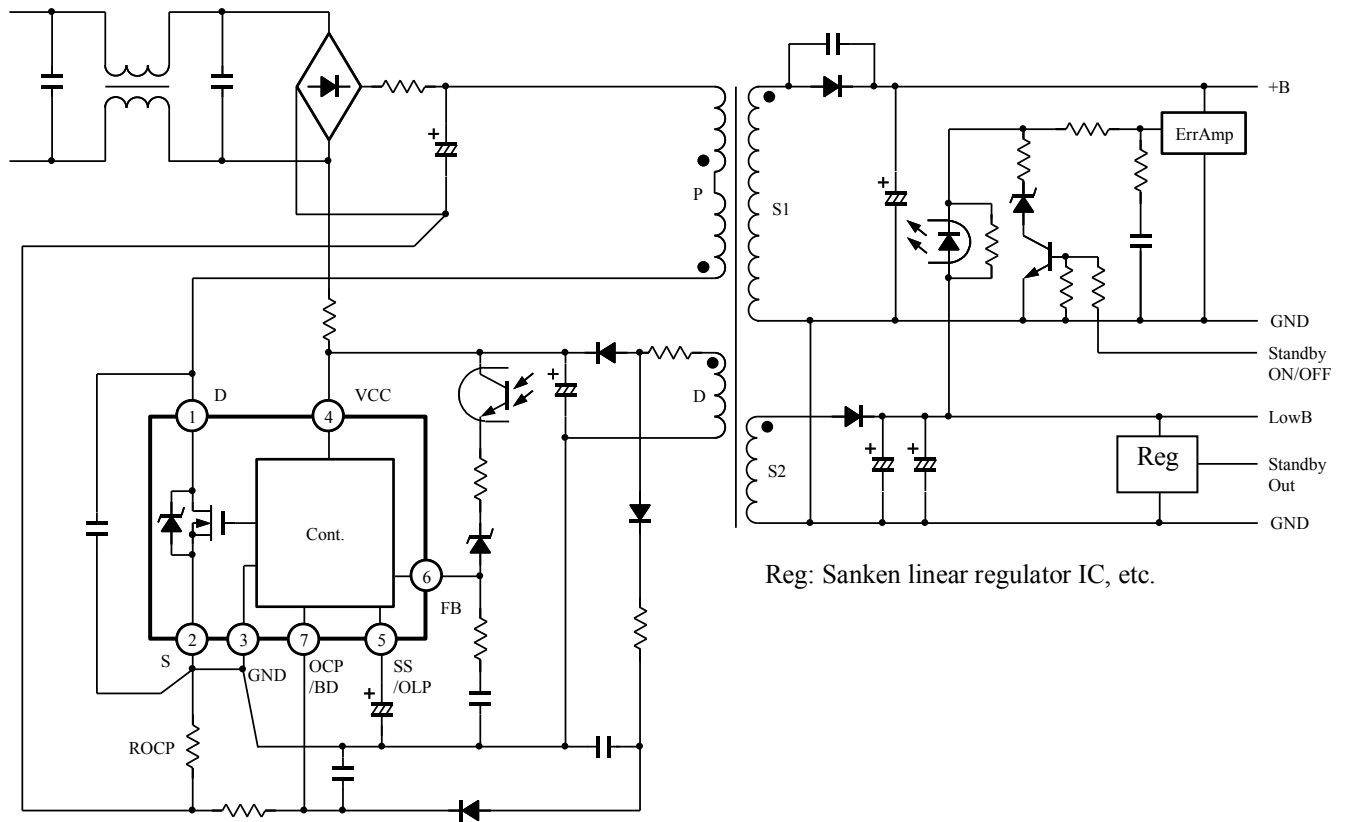 +B
ErrAmp
P
S1
GND
Standby
ON/OFF
D
VCC
D
1
4
LowB
S2
Reg
Standby
Out
Cont.
GND
6
FB
Reg: Sanken linear regulator IC, etc.
2
3
7
5
S
GND
OCP
/BD
SS
/OLP
ROCP
+
+
+
+
+
+